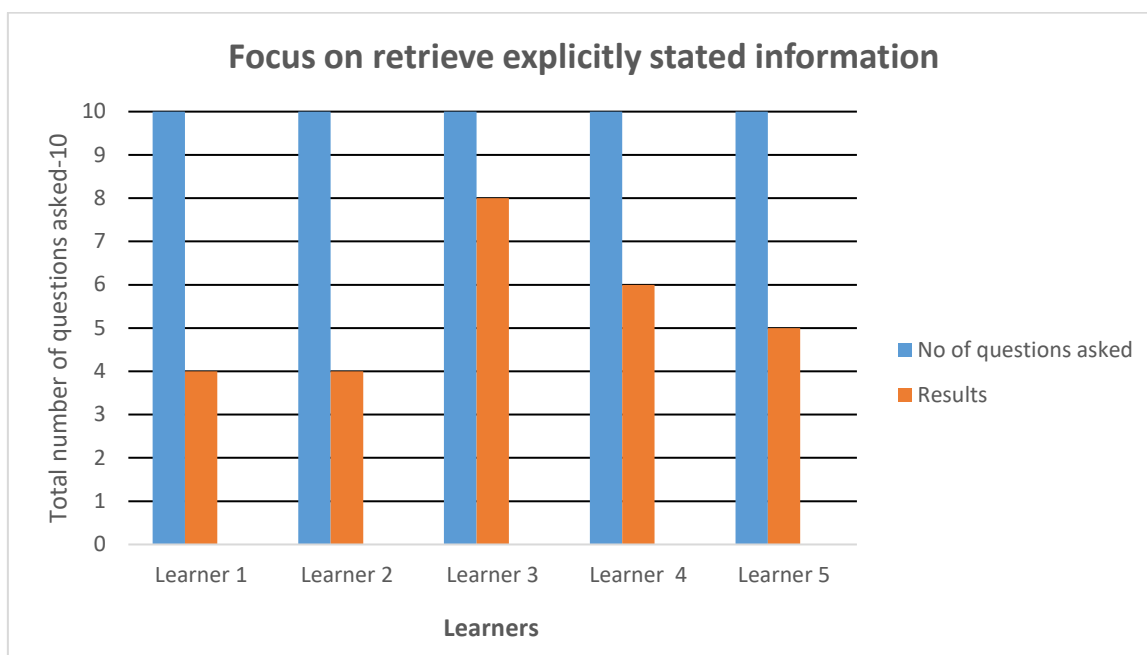 Focus on retrieve explicitly stated information
Total number of questions asked-10
10
9
8
7
6
5
4
3
2
1
0
Learner 1 Learner 2 Learner 3 Learner 4 Learner 5
Learners
No of questions asked
Results